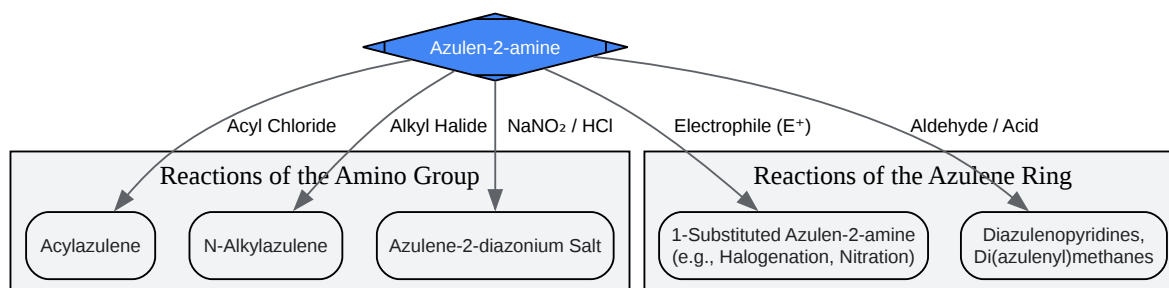 Azulen-2-amine
Acyl Chloride
Alkyl Halide
NaNO₂ / HCl
Electrophile (E⁺)
Aldehyde / Acid
Reactions of the Amino Group
Reactions of the Azulene Ring
Acylazulene
N-Alkylazulene
Azulene-2-diazonium Salt
1-Substituted Azulen-2-amine
(e.g., Halogenation, Nitration)
Diazulenopyridines,
Di(azulenyl)methanes